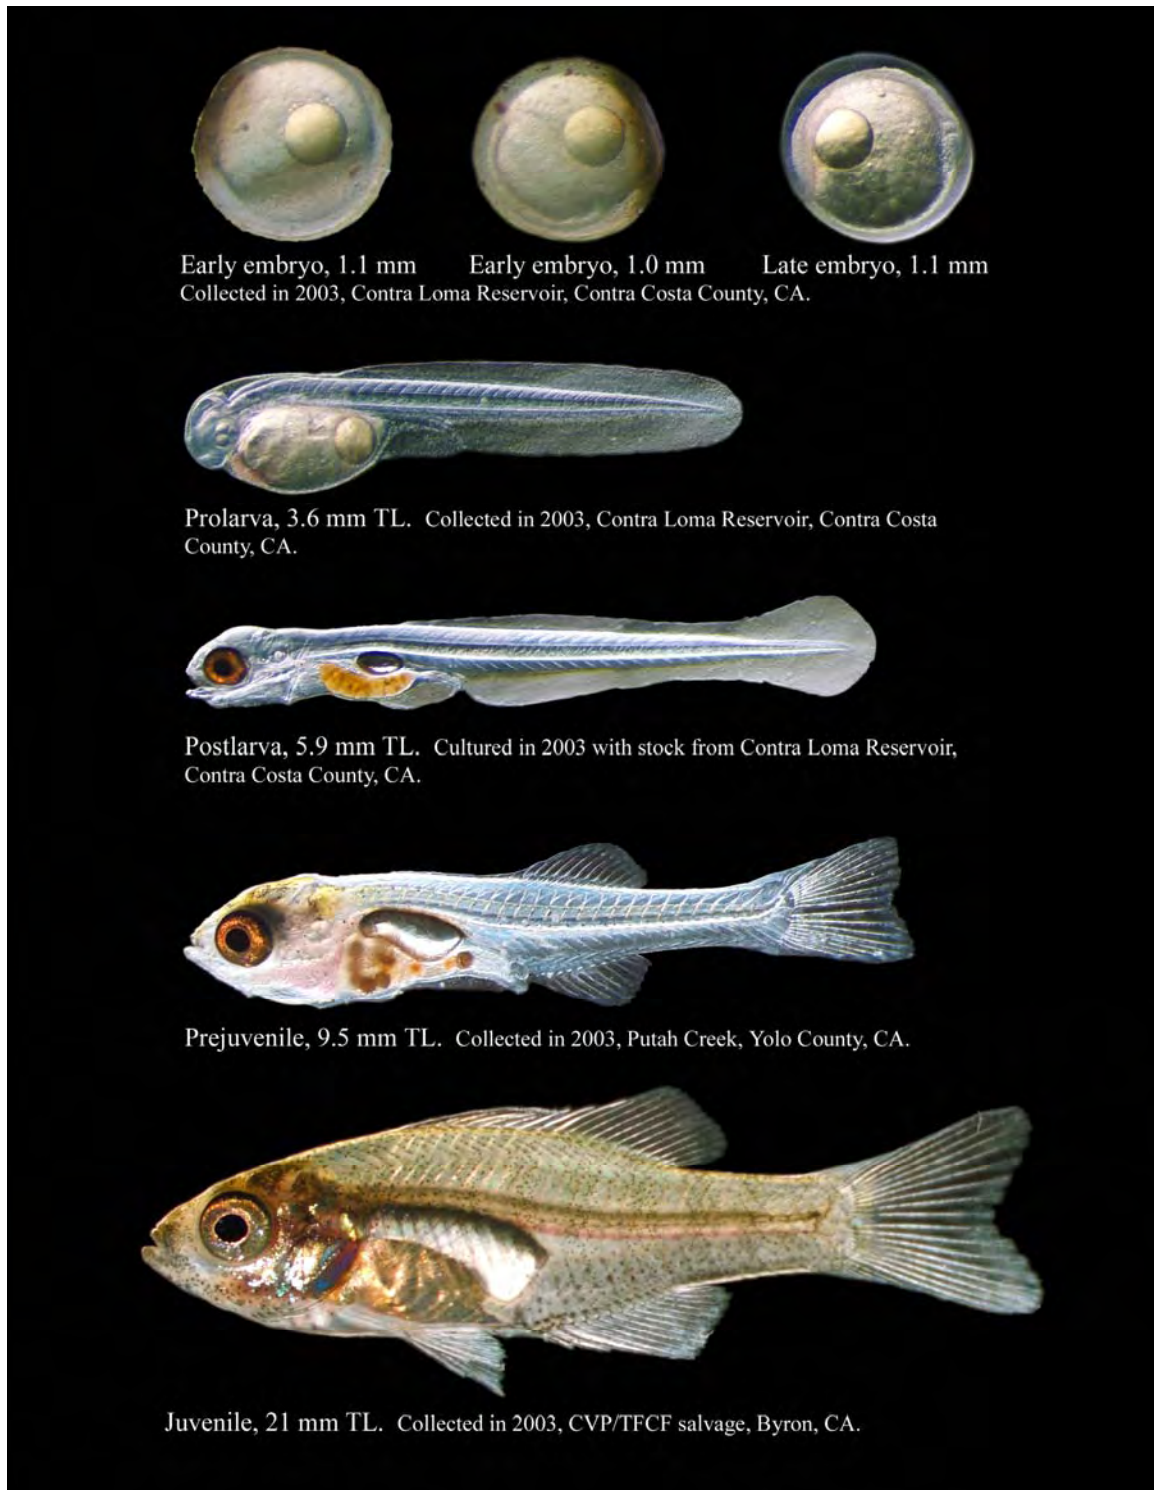 Early embryo, 1.1 mm Early embryo, 1.0 mm Late embryo, 1.1 mm
Collected in 2003, Contra Loma Reservoir, Contra Costa County, CA.
Prolarva, 3.6 mm TL. Collected in 2003, Contra Loma Reservoir, Contra Costa
County, CA.
Postlarva, 5.9 mm TL. Cultured in 2003 with stock from Contra Loma Reservoir,
Contra Costa County, CA.
Prejuvenile, 9.5 mm TL. Collected in 2003, Putah Creek, Yolo County, CA.
Juvenile, 21 mm TL. Collected in 2003, CVP/TFCF salvage, Byron, CA.